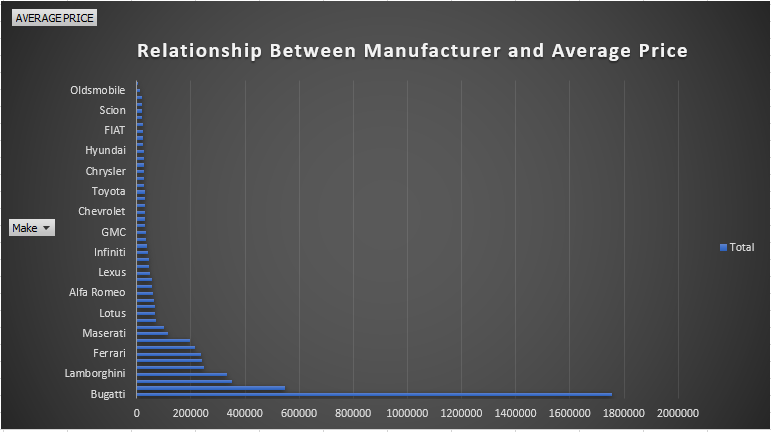 AVERAGE PRICE
Relationship Between Manufacturer and Average Price
Oldsmobile
Scion
FIAT
Hyundai
Chrysler
Toyota
Chevrolet
Make
GMC
Infiniti
Total
Lexus
Alfa Romeo
Lotus
Maserati
Ferrari
Lamborghini
Bugatti
0 200000 400000 600000 800000 1000000 1200000 1400000 1600000 1800000 2000000